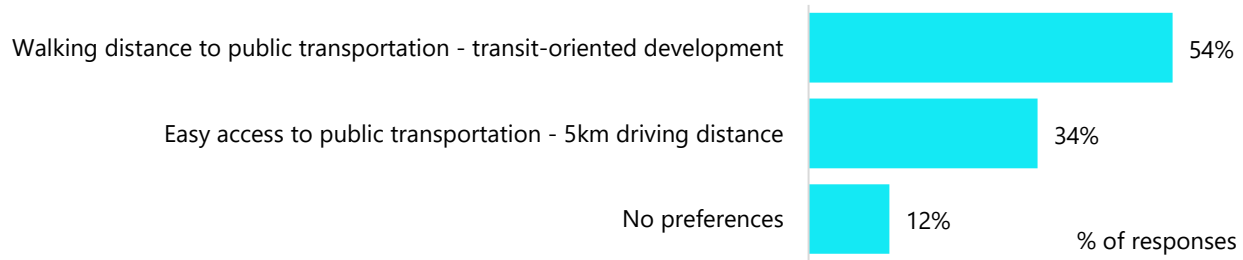 Walking distance to public transportation - transit-oriented development 54%
Easy access to public transportation - 5km driving distance 34%
No preferences 12%
% of responses